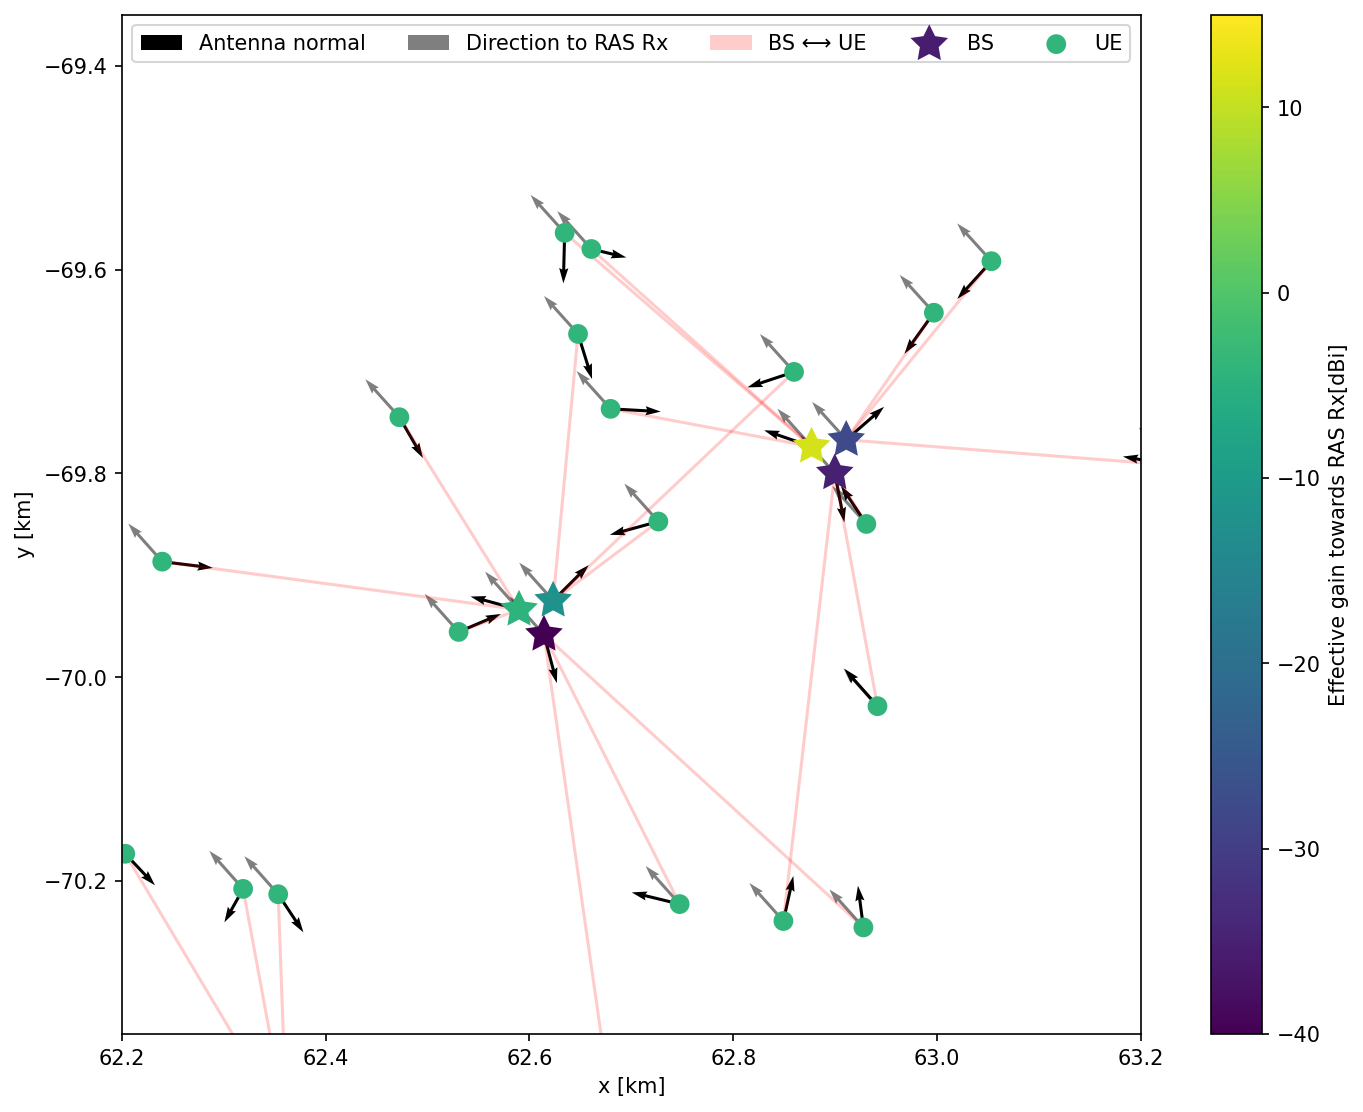 Antenna normal Direction to RAS Rx BS ⟷ UE BS UE
−69.4
−69.6
−69.8
−70.0
−70.2
y [km]
62.2 62.4 62.6 62.8 63.0 63.2
x [km]
10
0
−10
−20
−30
−40
Effective gain towards RAS Rx[dBi]